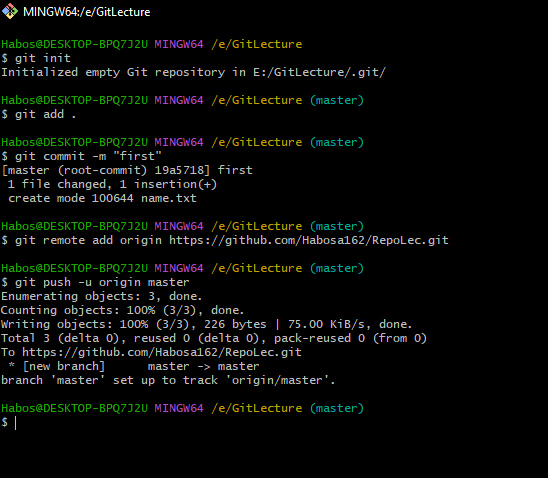 MINGW64:/e/GitLecture
Habos@DESKTOP-BPQ7J2U MINGW64 /e/GitLecture
$ git init
Initialized empty Git repository in E:/GitLecture/.git/
Habos@DESKTOP-BPQ7J2U MINGW64 /e/GitLecture (master)
$ git add .
Habos@DESKTOP-BPQ7J2U MINGW64 /e/GitLecture (master)
$ git commit -m "first"
[master (root-commit) 19a5718] first
 1 file changed, 1 insertion(+)
 create mode 100644 name.txt
Habos@DESKTOP-BPQ7J2U MINGW64 /e/GitLecture (master)
$ git remote add origin https://github.com/Habosa162/RepoLec.git
Habos@DESKTOP-BPQ7J2U MINGW64 /e/GitLecture (master)
$ git push -u origin master
Enumerating objects: 3, done.
Counting objects: 100% (3/3), done.
Writing objects: 100% (3/3), 226 bytes | 75.00 KiB/s, done.
Total 3 (delta 0), reused 0 (delta 0), pack-reused 0 (from 0)
To https://github.com/Habosa162/RepoLec.git
 * [new branch]      master -> master
branch 'master' set up to track 'origin/master'.
Habos@DESKTOP-BPQ7J2U MINGW64 /e/GitLecture (master)
$